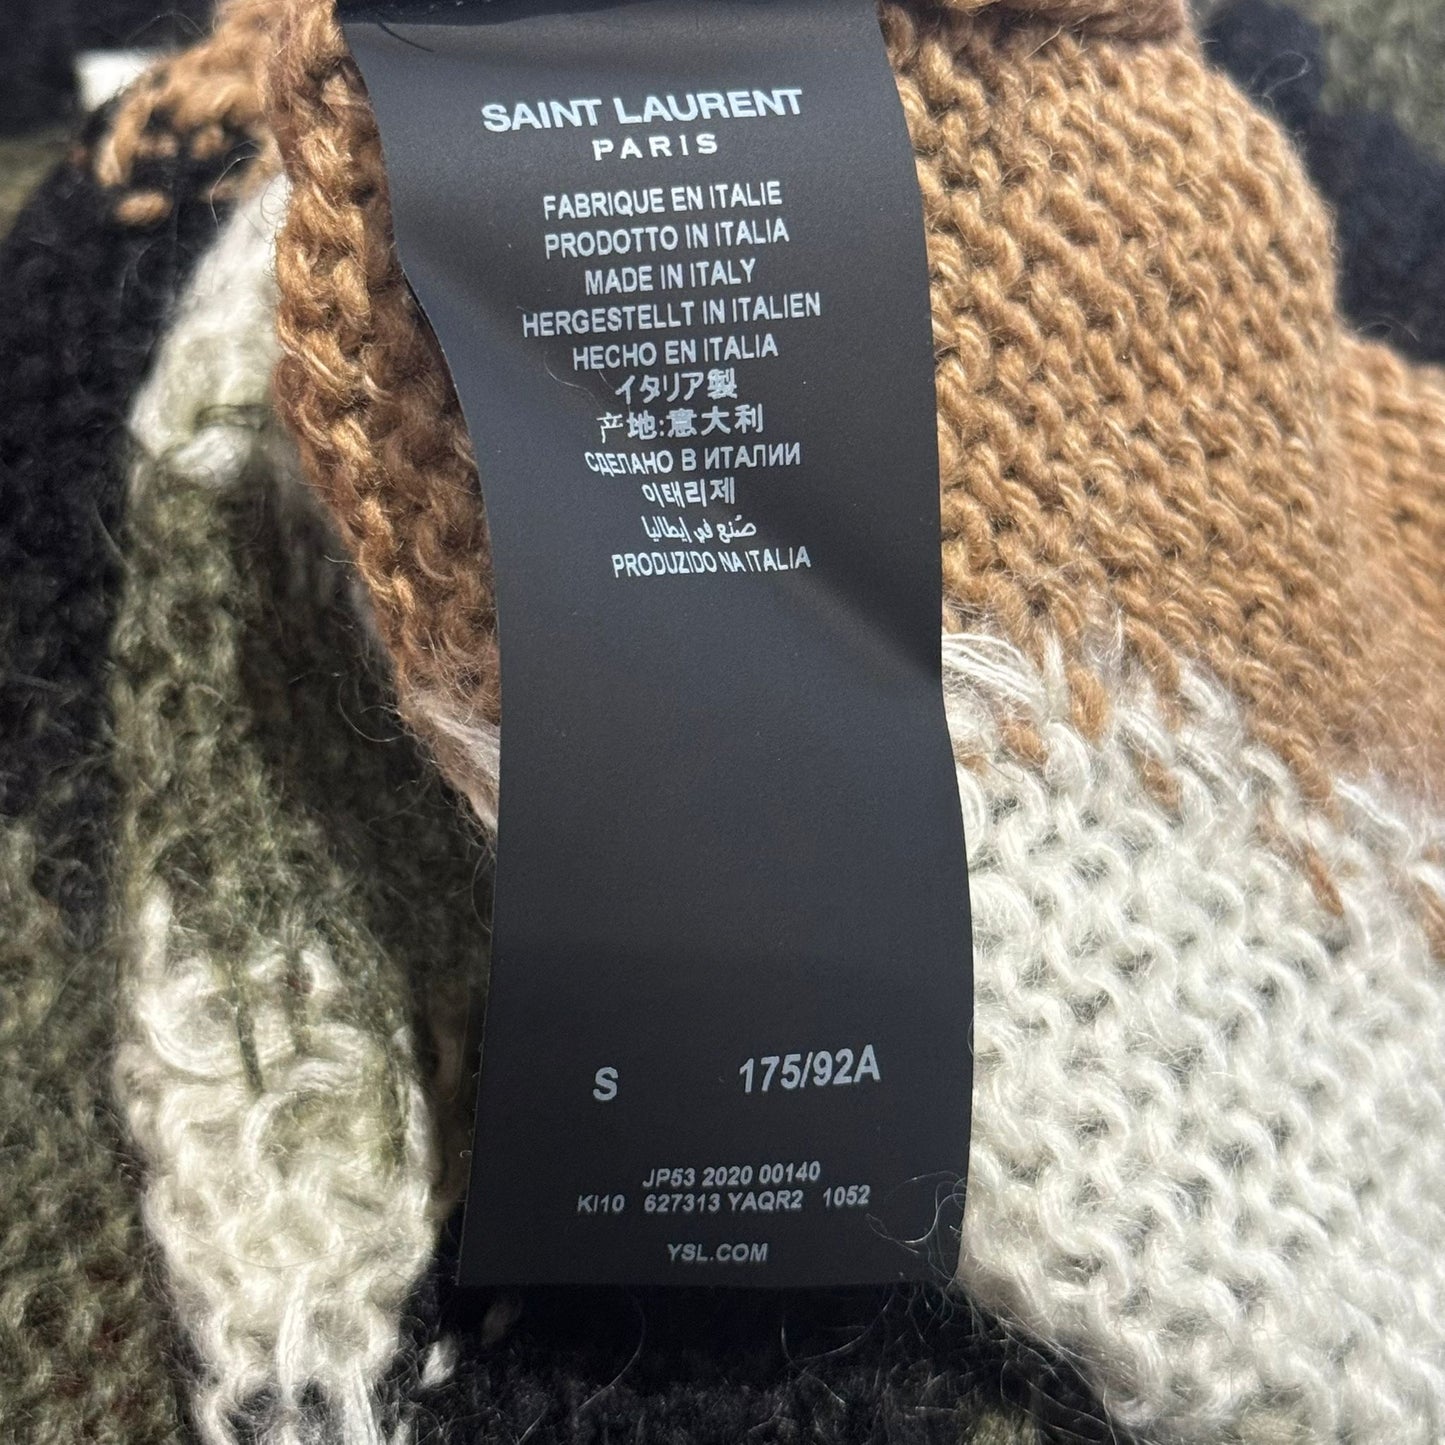 SAINT LAURENT
PARIS
FABRIQUE EN ITALIE
PRODOTTO IN ITALIA
MADE IN ITALY
HERGESTELLT IN ITALIEN
HECHO EN ITALIA
イタリア製
产地:意大利
СДЕЛАНО В ИТАЛИИ
이태리제
صُنع في إيطاليا
PRODUZIDO NA ITALIA
S 175/92A
JP53 2020 00140
KI10 627313 YAQR2 1052
YSL.COM